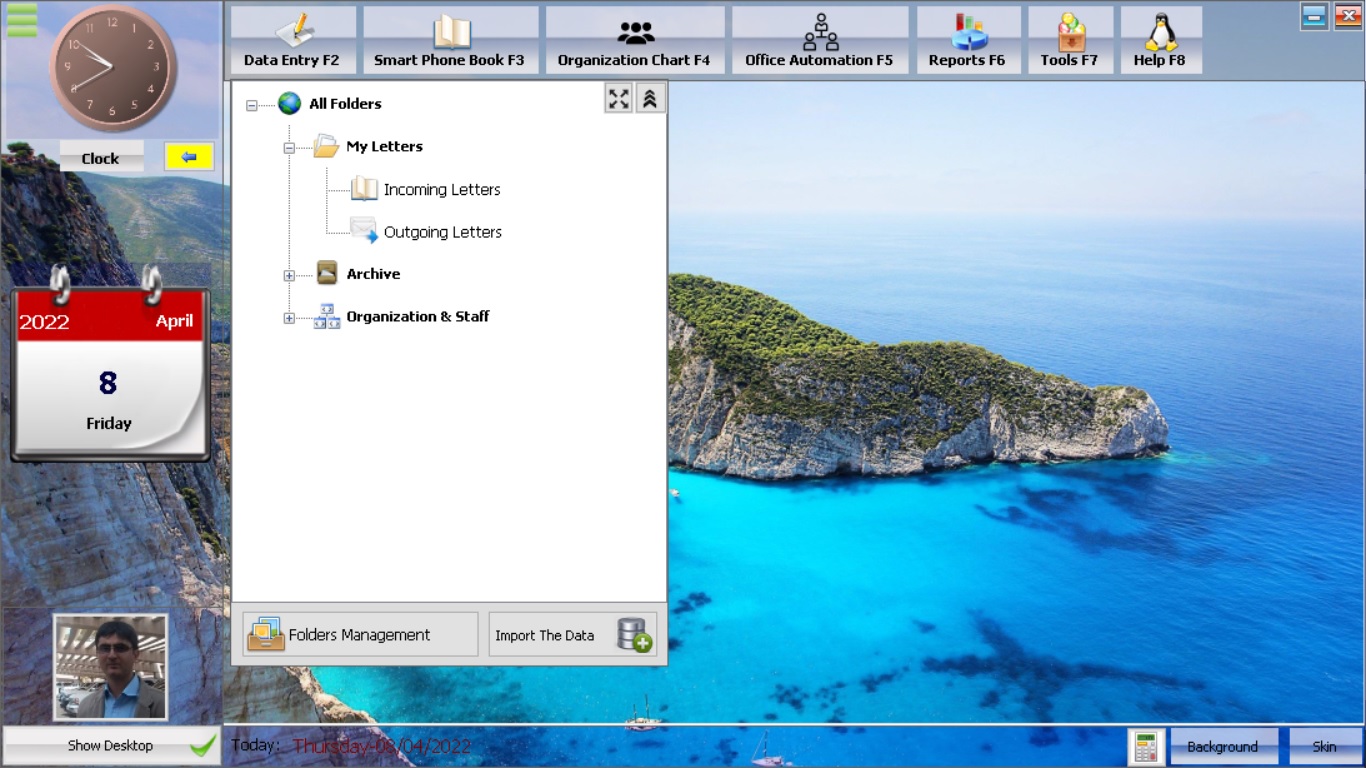 12
1
2
3
4
5
6
7
8
9
10
11
Clock
2022 April
8
Friday
Show Desktop
Data Entry F2
Smart Phone Book F3
Organization Chart F4
Office Automation F5
Reports F6
Tools F7
Help F8
All Folders
My Letters
Incoming Letters
Outgoing Letters
Archive
Organization & Staff
Folders Management
Import The Data
Today: Thursday-08/04/2022
Background
Skin